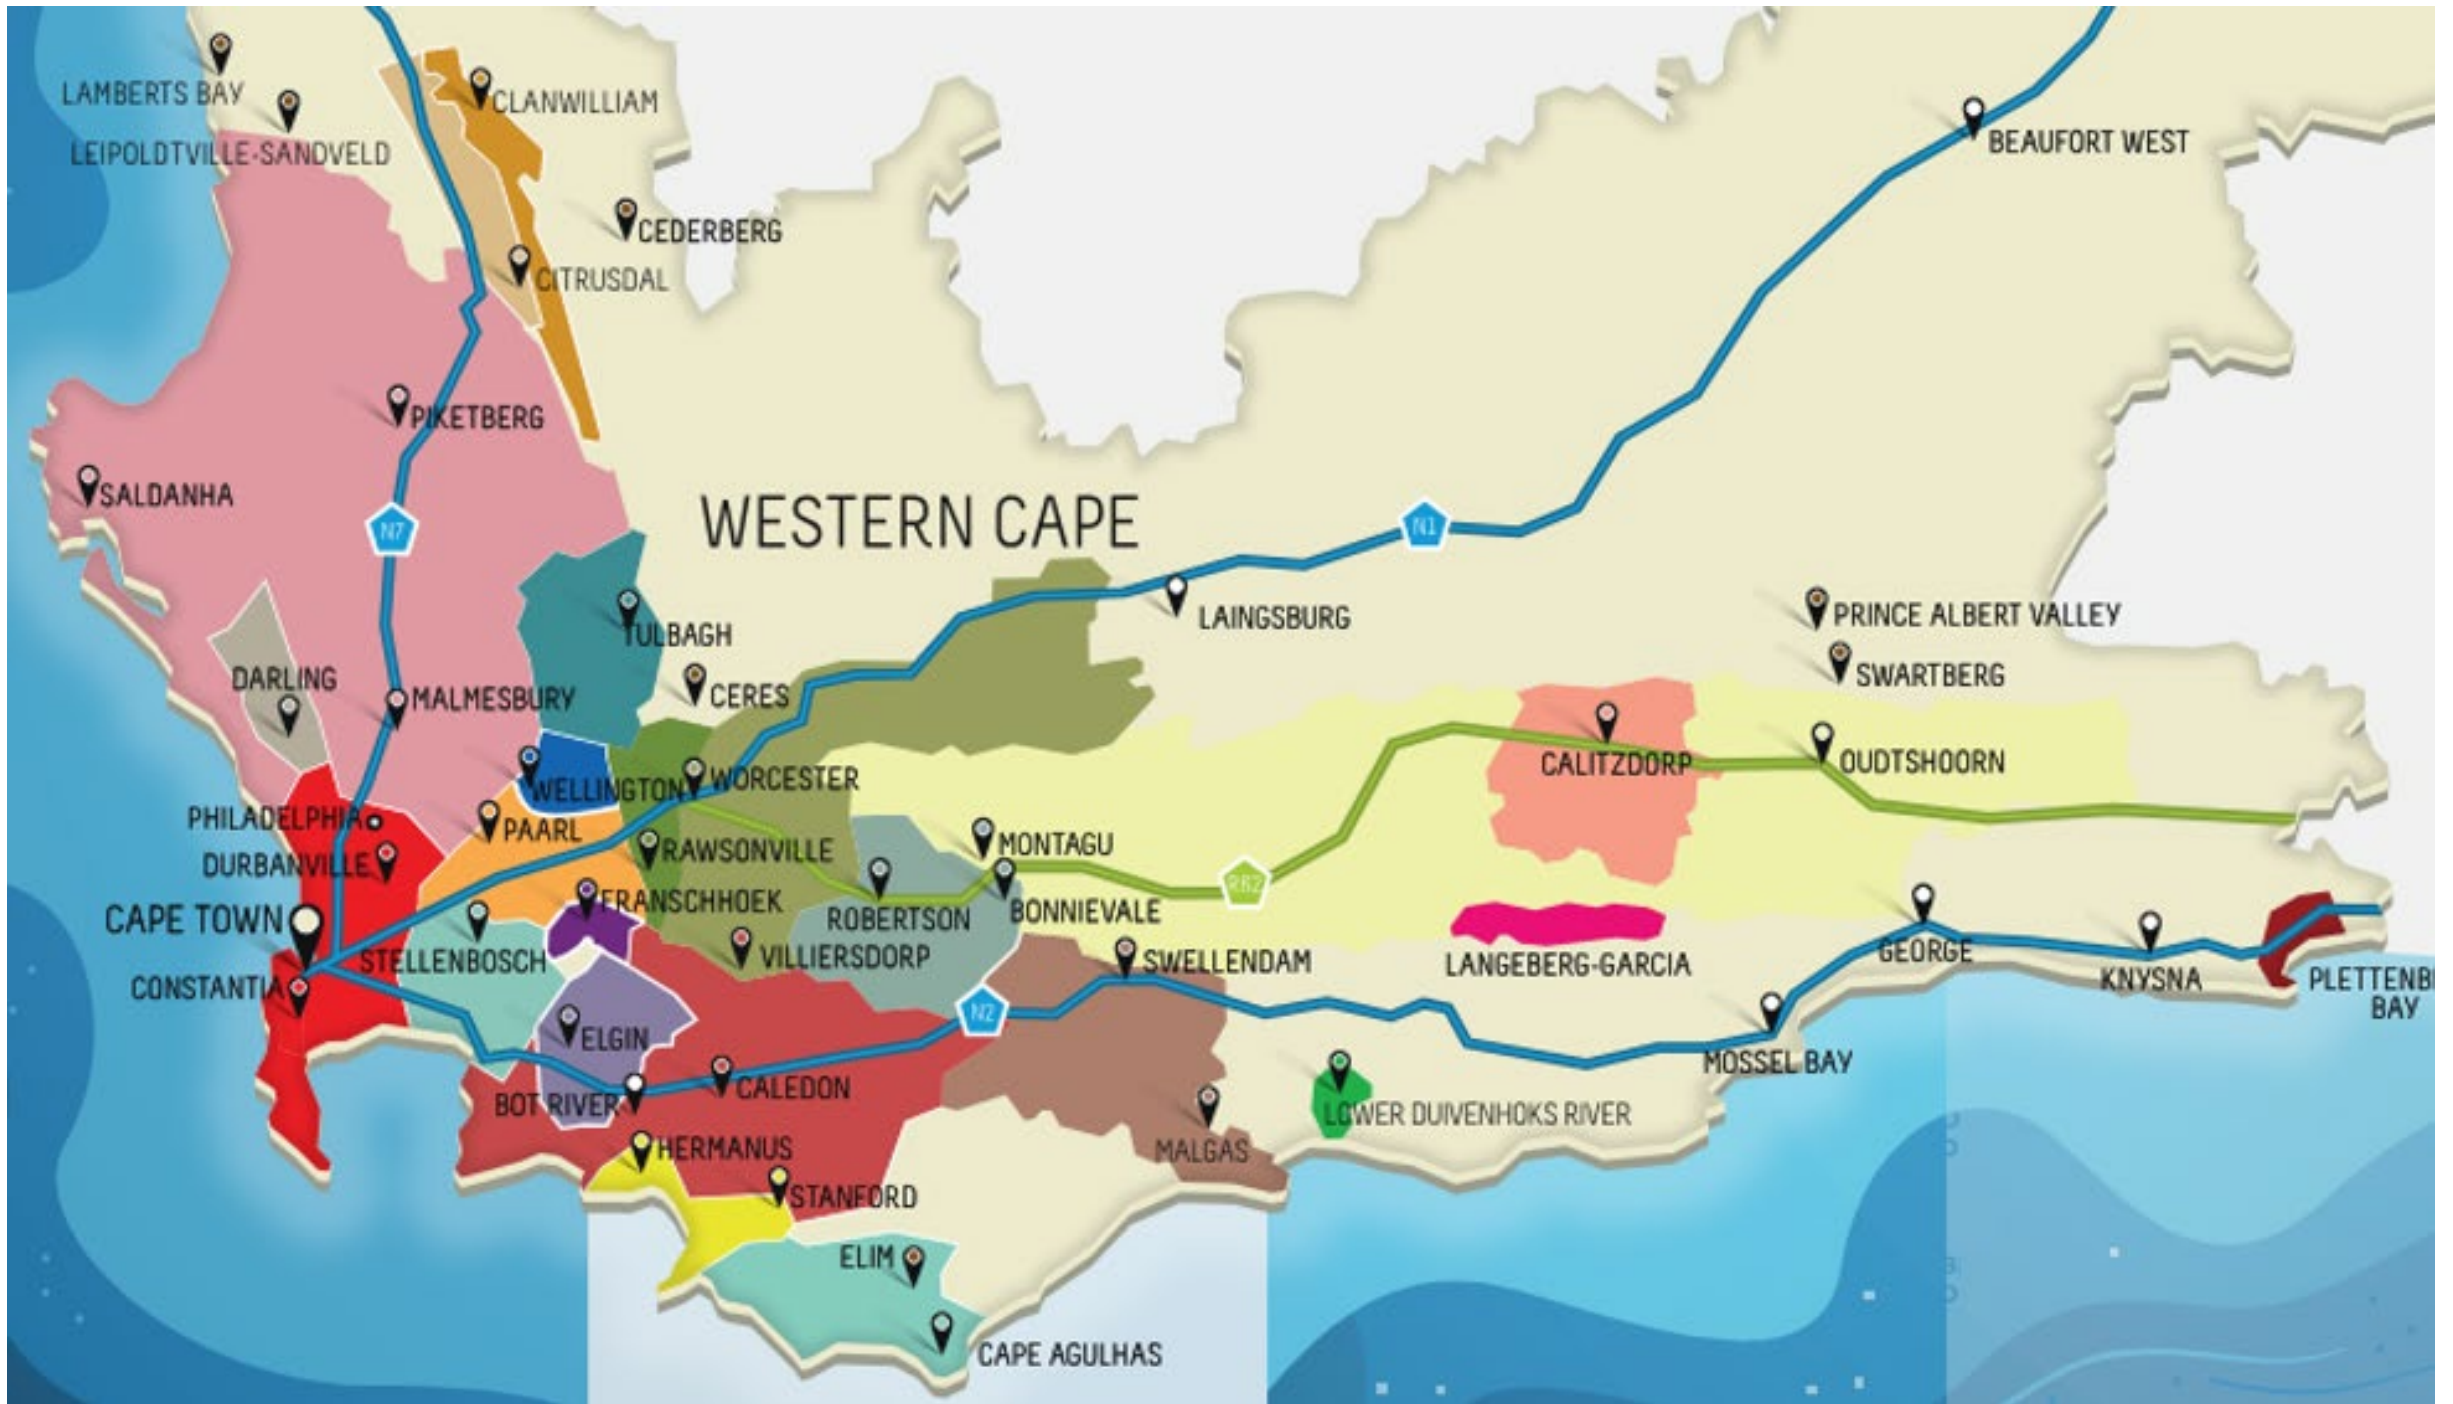 LAMBERTS BAY
CLANWILLIAM
LEIPOLDTVILLE-SANDVELD
BEAUFORT WEST
CEDERBERG
CITRUSDAL
PIKETBERG
SALDANHA
N7
WESTERN CAPE
N1
LAINGSBURG
PRINCE ALBERT VALLEY
TULBAGH
SWARTBERG
DARLING
MALMESBURY
CERES
CALITZDORP
OUDTSHOORN
WELLINGTON
WORCESTER
PHILADELPHIA
PAARL
MONTAGU
DURBANVILLE
RAWSONVILLE
R62
FRANSCHHOEK
CAPE TOWN
ROBERTSON
BONNIEVALE
STELLENBOSCH
VILLIERSDORP
SWELLENDAM
LANGEBERG-GARCIA
GEORGE
KNYSNA
PLETTENB
BAY
CONSTANTIA
N2
ELGIN
MOSSEL BAY
BOT RIVER
CALEDON
LOWER DUIVENHOKS RIVER
HERMANUS
MALGAS
STANFORD
ELIM
CAPE AGULHAS